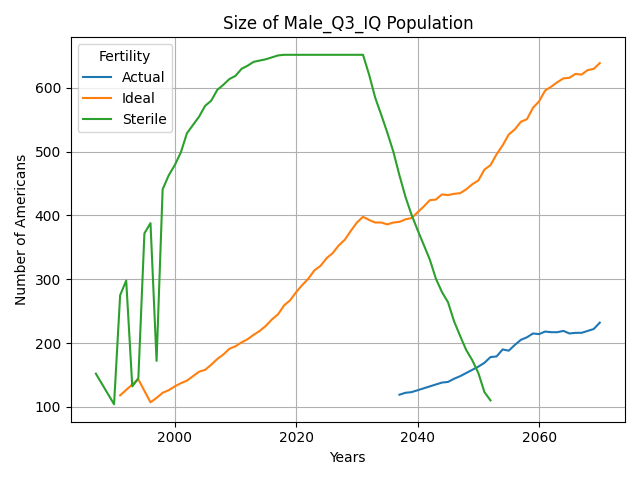 Size of Male_Q3_IQ Population
Fertility
Actual
Ideal
Sterile
Number of Americans
600
500
400
300
200
100
2000
2020
2040
2060
Years